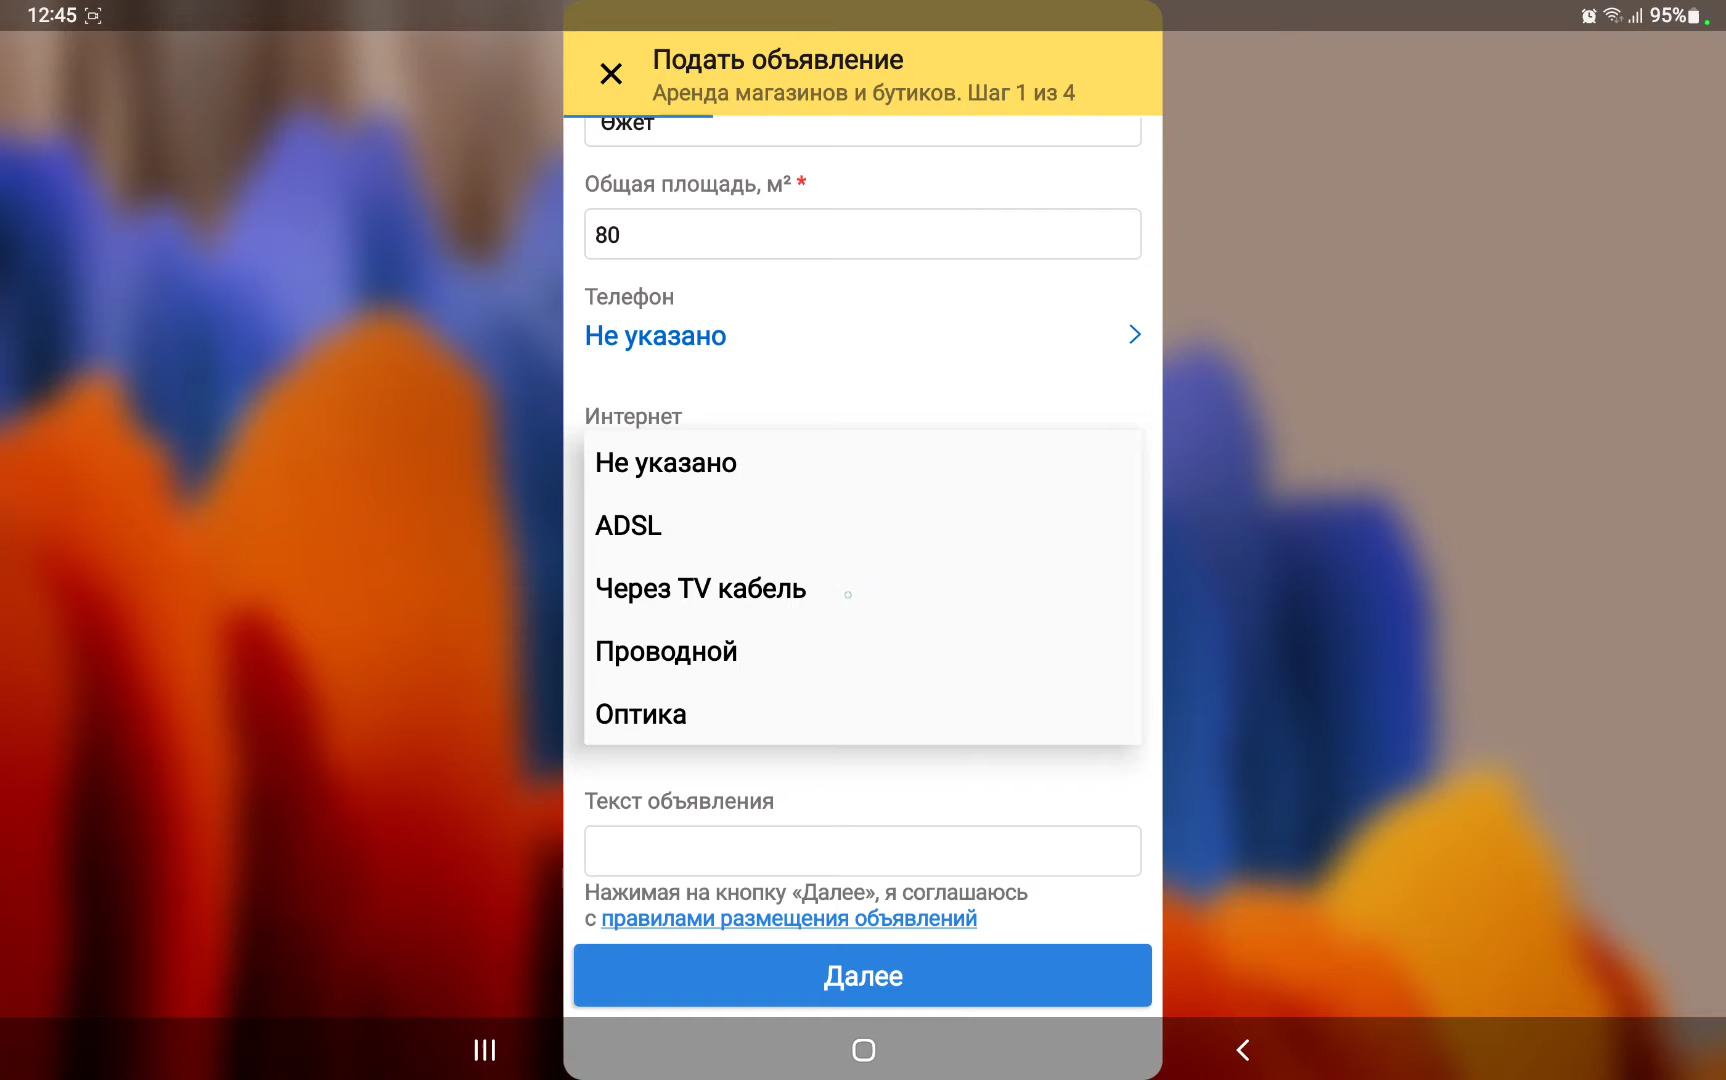 12:45
95%
Подать объявление
Аренда магазинов и бутиков. Шаг 1 из 4
Өжет
Общая площадь, м² *
80
Телефон
Не указано
Интернет
Не указано
ADSL
Через TV кабель
Проводной
Оптика
Текст объявления
Нажимая на кнопку «Далее», я соглашаюсь
с правилами размещения объявлений
Далее